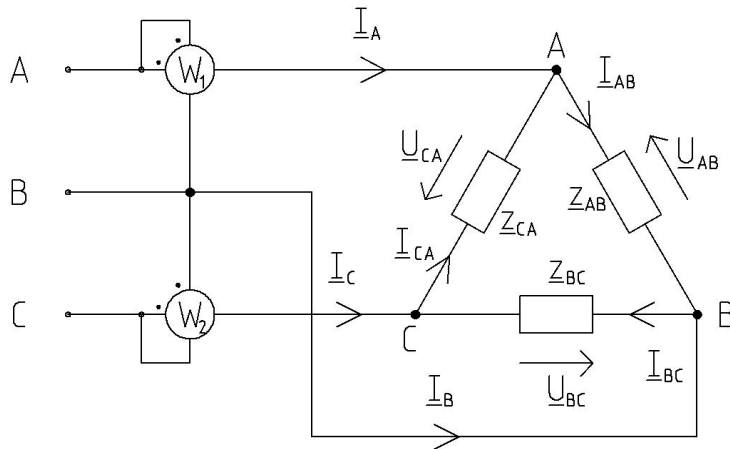 I_A
A
A
W1
I_AB
U_CA
U_AB
Z_CA
Z_AB
B
I_CA
I_C
Z_BC
C
W2
C
B
I_B
U_BC
I_BC